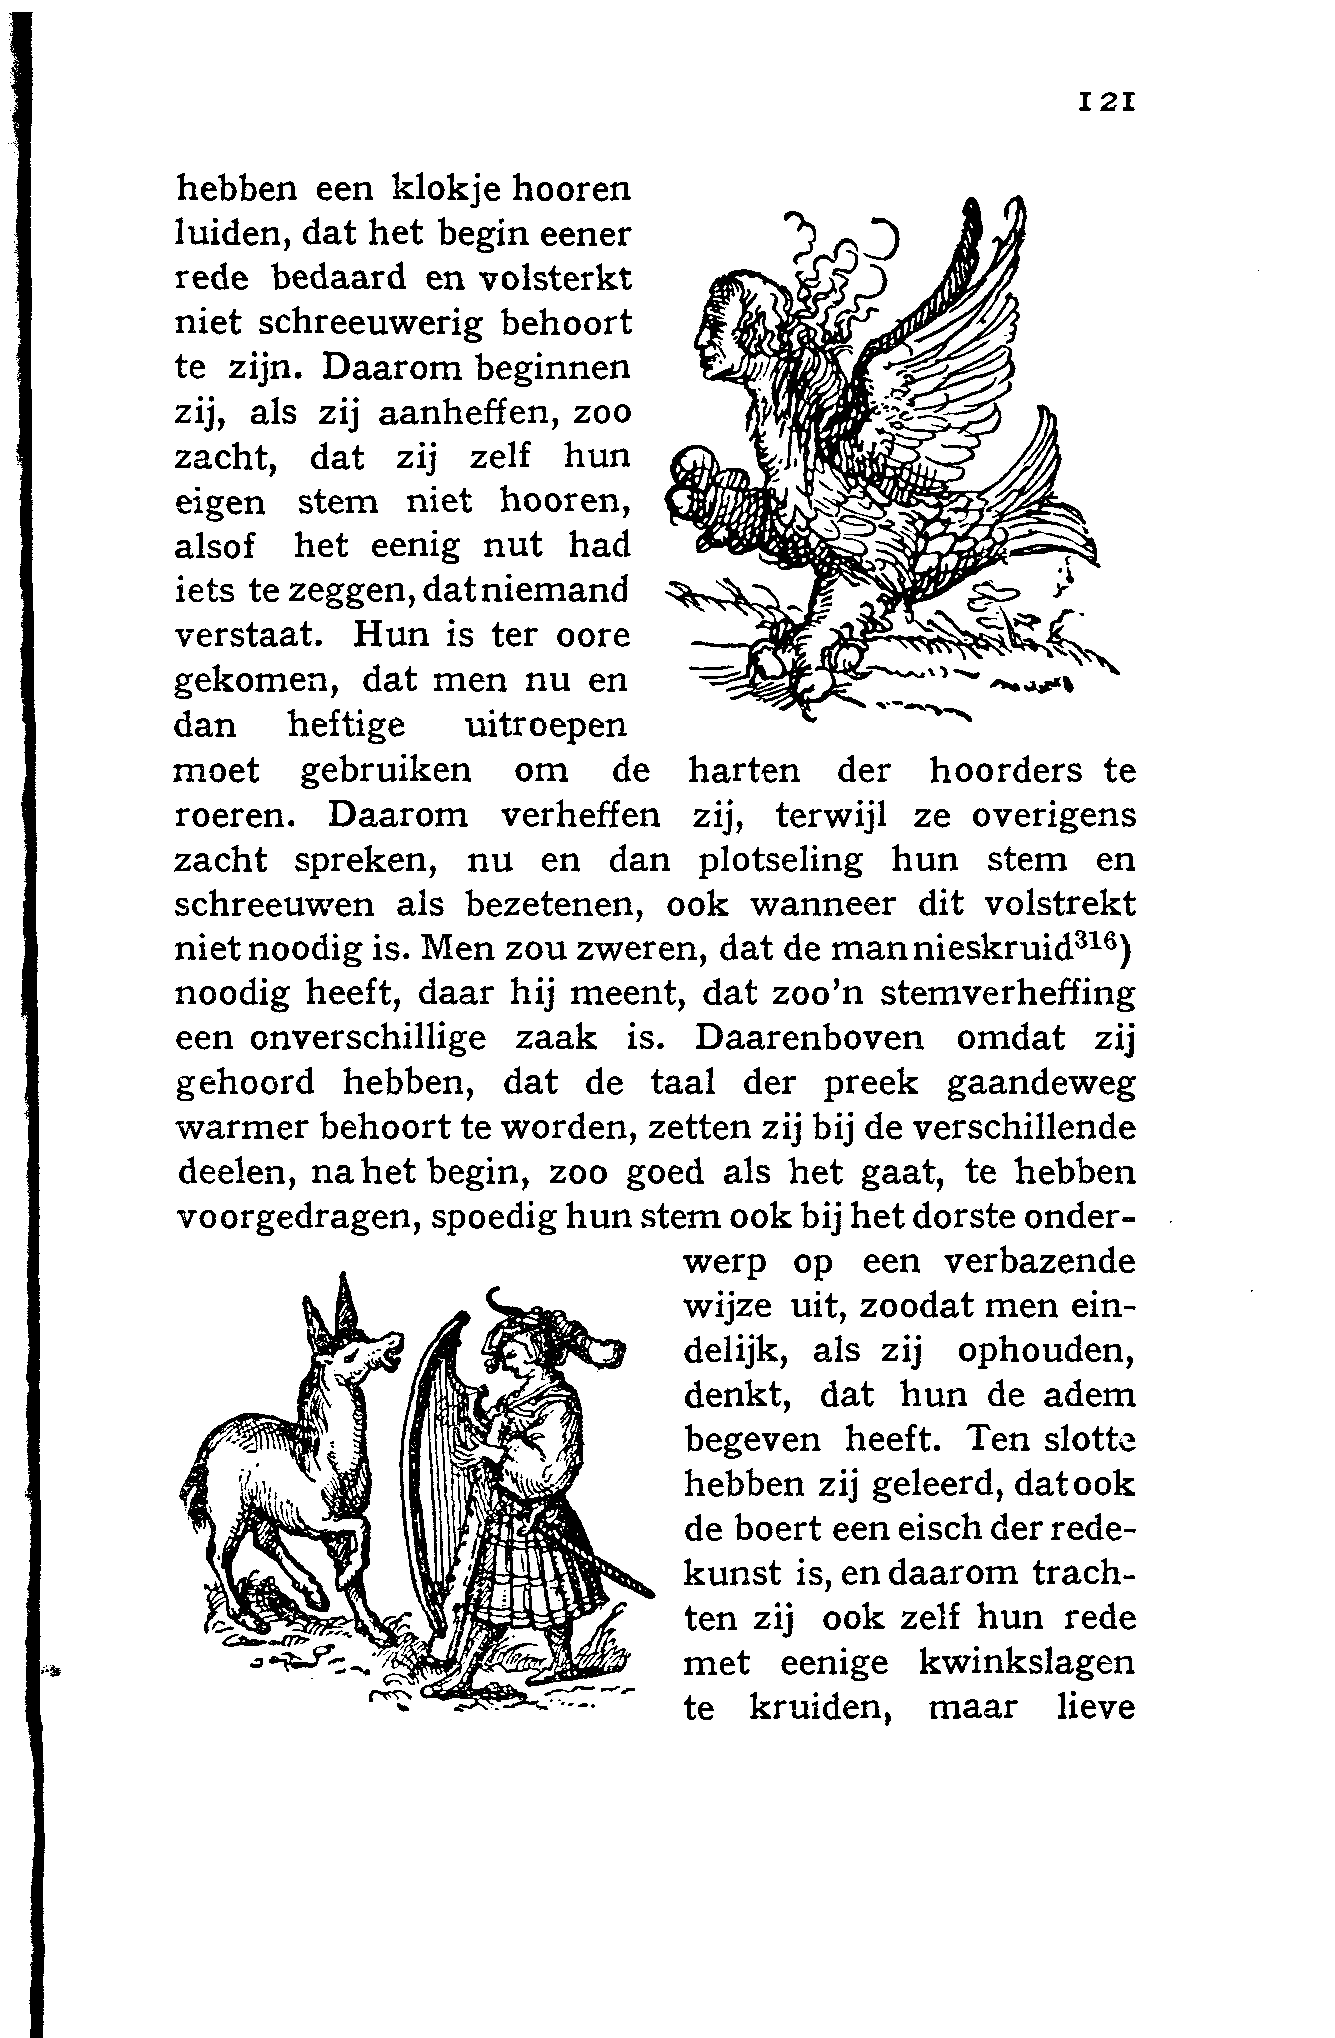 121
hebben een klokje hooren
luiden, dat het begin eener
rede bedaard en volsterkt
niet schreeuwerig behoort
te zijn. Daarom beginnen
zij, als zij aanheffen, zoo
zacht, dat zij zelf hun
eigen stem niet hooren,
alsof het eenig nut had
iets te zeggen, dat niemand
verstaat. Hun is ter oore
gekomen, dat men nu en
dan heftige uitroepen
moet gebruiken om de harten der hoorders te
roeren. Daarom verheffen zij, terwijl ze overigens
zacht spreken, nu en dan plotseling hun stem en
schreeuwen als bezetenen, ook wanneer dit volstrekt
niet noodig is. Men zou zweren, dat de man nieskruid³¹⁶)
noodig heeft, daar hij meent, dat zoo'n stemverheffing
een onverschillige zaak is. Daarenboven omdat zij
gehoord hebben, dat de taal der preek gaandeweg
warmer behoort te worden, zetten zij bij de verschillende
deelen, na het begin, zoo goed als het gaat, te hebben
voorgedragen, spoedig hun stem ook bij het dorste onder-
werp op een verbazende
wijze uit, zoodat men ein-
delijk, als zij ophouden,
denkt, dat hun de adem
begeven heeft. Ten slotte
hebben zij geleerd, dat ook
de boert een eisch der rede-
kunst is, en daarom trach-
ten zij ook zelf hun rede
met eenige kwinkslagen
te kruiden, maar lieve